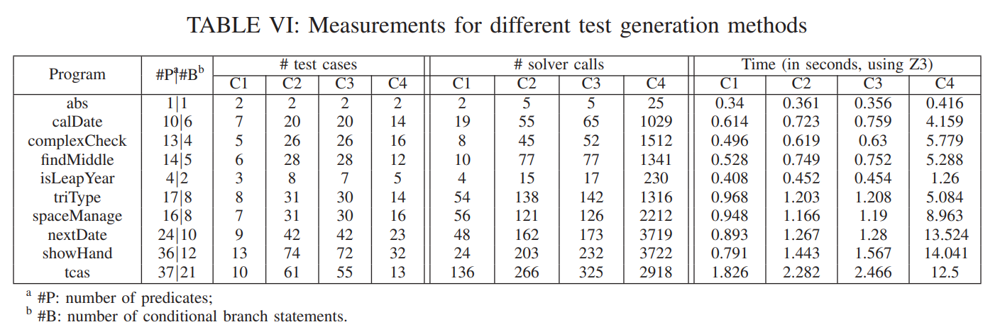 TABLE VI: Measurements for different test generation methods
Program #Pᵃ|#Bᵇ # test cases # solver calls Time (in seconds, using Z3)
C1 C2 C3 C4 C1 C2 C3 C4 C1 C2 C3 C4
abs 1|1 2 2 2 2 2 5 5 25 0.34 0.361 0.356 0.416
calDate 10|6 7 20 20 14 19 55 65 1029 0.614 0.723 0.759 4.159
complexCheck 13|4 5 26 26 16 8 45 52 1512 0.496 0.619 0.63 5.779
findMiddle 14|5 6 28 28 12 10 77 77 1341 0.528 0.749 0.752 5.288
isLeapYear 4|2 3 8 7 5 4 15 17 230 0.408 0.452 0.454 1.26
triType 17|8 8 31 30 14 54 138 142 1316 0.968 1.203 1.208 5.084
spaceManage 16|8 7 31 30 16 56 121 126 2212 0.948 1.166 1.19 8.963
nextDate 24|10 9 42 42 23 48 162 173 3719 0.893 1.267 1.28 13.524
showHand 36|12 13 74 72 32 24 203 232 3722 0.791 1.443 1.567 14.041
tcas 37|21 10 61 55 13 136 266 325 2918 1.826 2.282 2.466 12.5
ᵃ #P: number of predicates;
ᵇ #B: number of conditional branch statements.